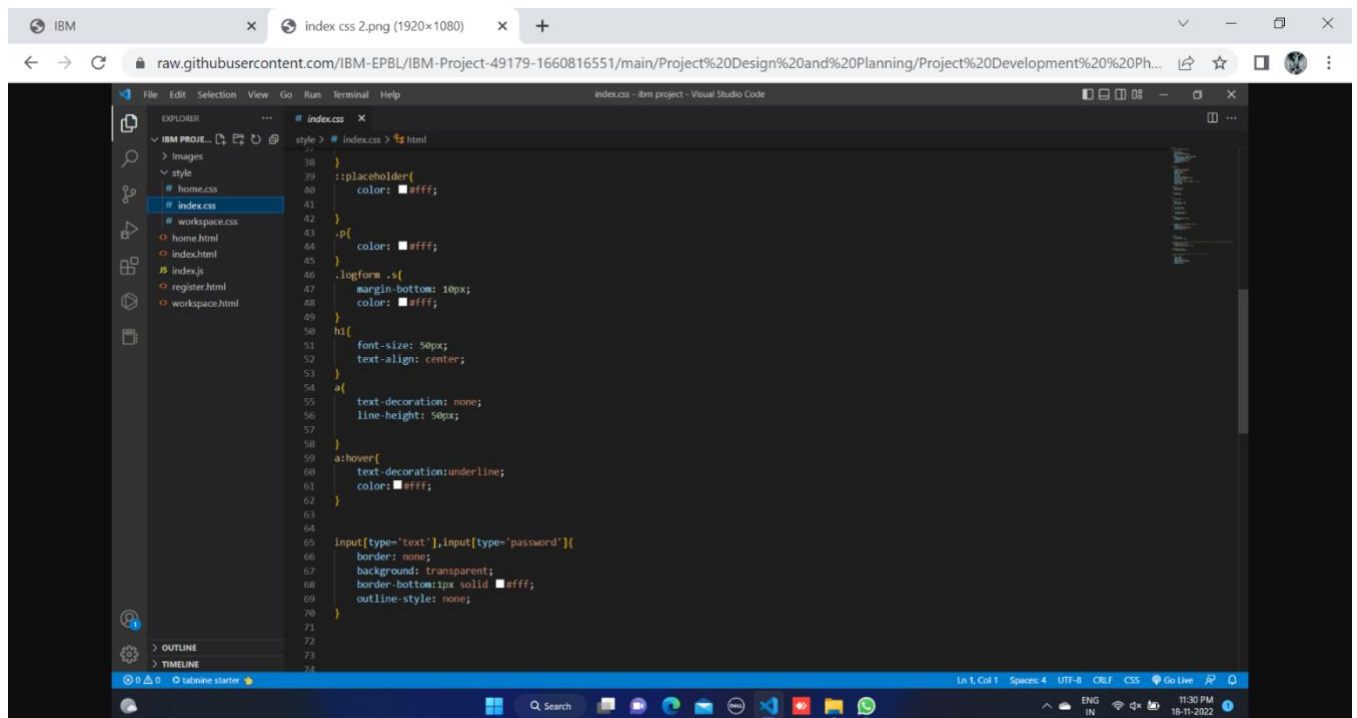 IBM
index css 2.png (1920×1080)
raw.githubusercontent.com/IBM-EPBL/IBM-Project-49179-1660816551/main/Project%20Design%20and%20Planning/Project%20Development%20%20Ph...
File Edit Selection View Go Run Terminal Help
index.css - ibm project - Visual Studio Code
EXPLORER
# index.css
IBM PROJE...
style > # index.css > html
Images
style
# home.css
# index.css
# workspace.css
home.html
index.html
JS index.js
register.html
workspace.html
37
38 }
39 ::placeholder{
40 color: #fff;
41
42 }
43 .p{
44 color: #fff;
45 }
46 .logform .s{
47 margin-bottom: 10px;
48 color: #fff;
49 }
50 h1{
51 font-size: 50px;
52 text-align: center;
53 }
54 a{
55 text-decoration: none;
56 line-height: 50px;
57
58 }
59 a:hover{
60 text-decoration:underline;
61 color: #fff;
62 }
63
64
65 input[type='text'],input[type='password']{
66 border: none;
67 background: transparent;
68 border-bottom:1px solid #fff;
69 outline-style: none;
70 }
71
72
73
74
OUTLINE
TIMELINE
0 0 tabnine starter
Ln 1, Col 1 Spaces: 4 UTF-8 CRLF CSS Go Live
1
Search
DELL
ENG
IN
11:30 PM
18-11-2022
1